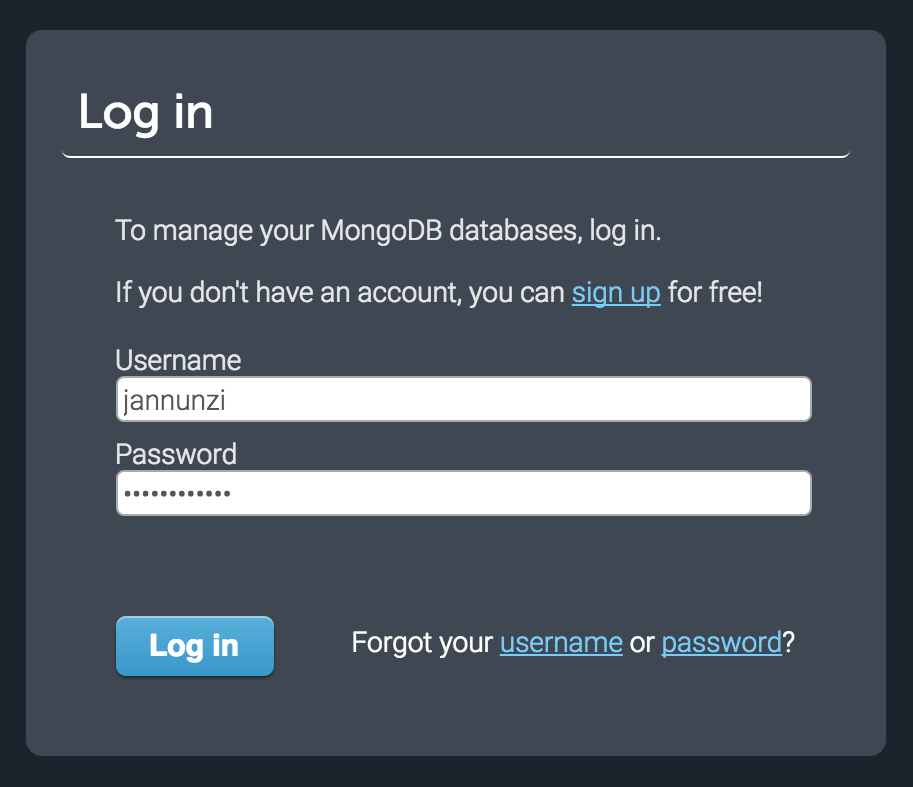 Log in
To manage your MongoDB databases, log in.
If you don't have an account, you can sign up for free!
Username
jannunzi
Password
••••••••••••
Log in
Forgot your username or password?